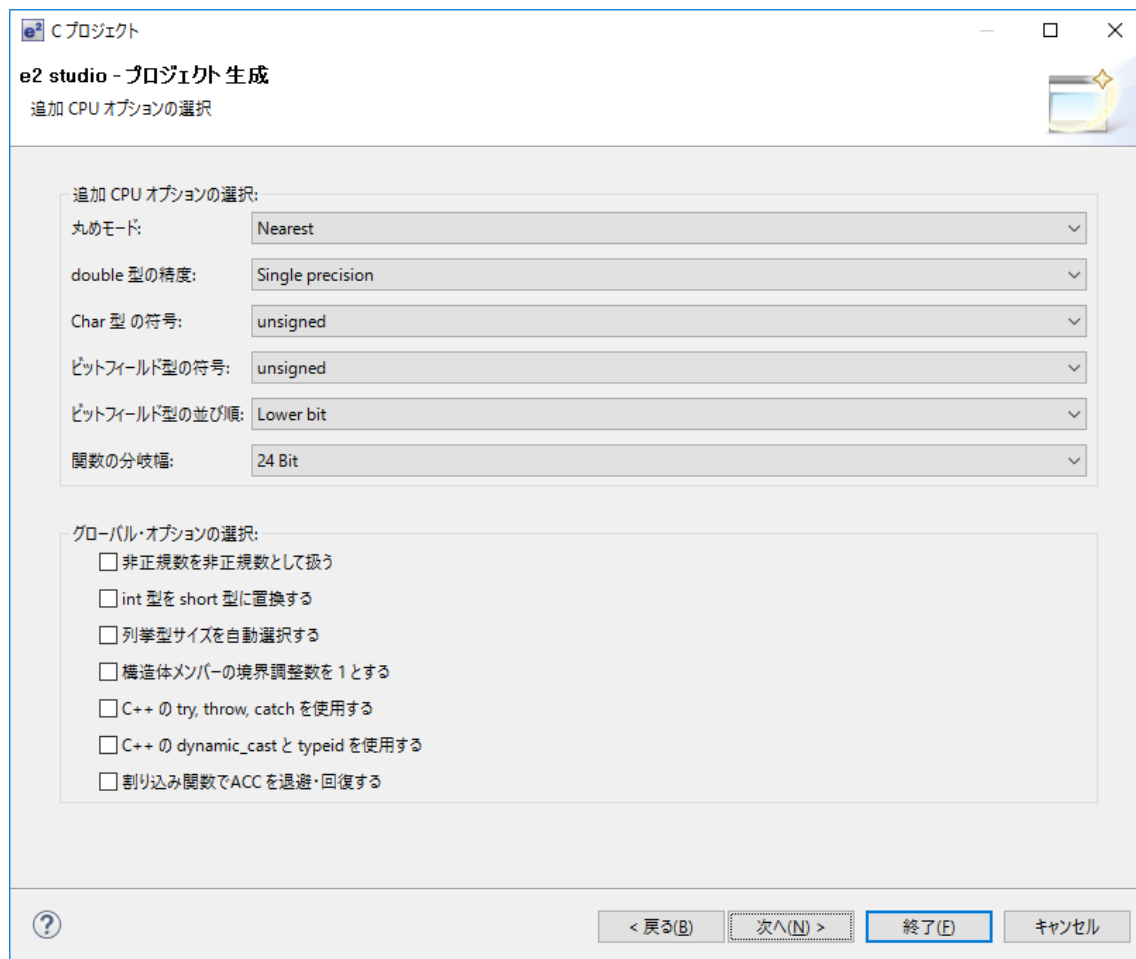 e² C プロジェクト
e2 studio - プロジェクト生成
追加 CPU オプションの選択
追加 CPU オプションの選択:
丸めモード: Nearest
double 型の精度: Single precision
Char 型 の符号: unsigned
ビットフィールド型の符号: unsigned
ビットフィールド型の並び順: Lower bit
関数の分岐幅: 24 Bit
グローバル・オプションの選択:
非正規数を非正規数として扱う
int 型を short 型に置換する
列挙型サイズを自動選択する
構造体メンバーの境界調整数を 1 とする
C++ の try, throw, catch を使用する
C++ の dynamic_cast と typeid を使用する
割り込み関数でACC を退避・回復する
? < 戻る(B) 次へ(N) > 終了(F) キャンセル